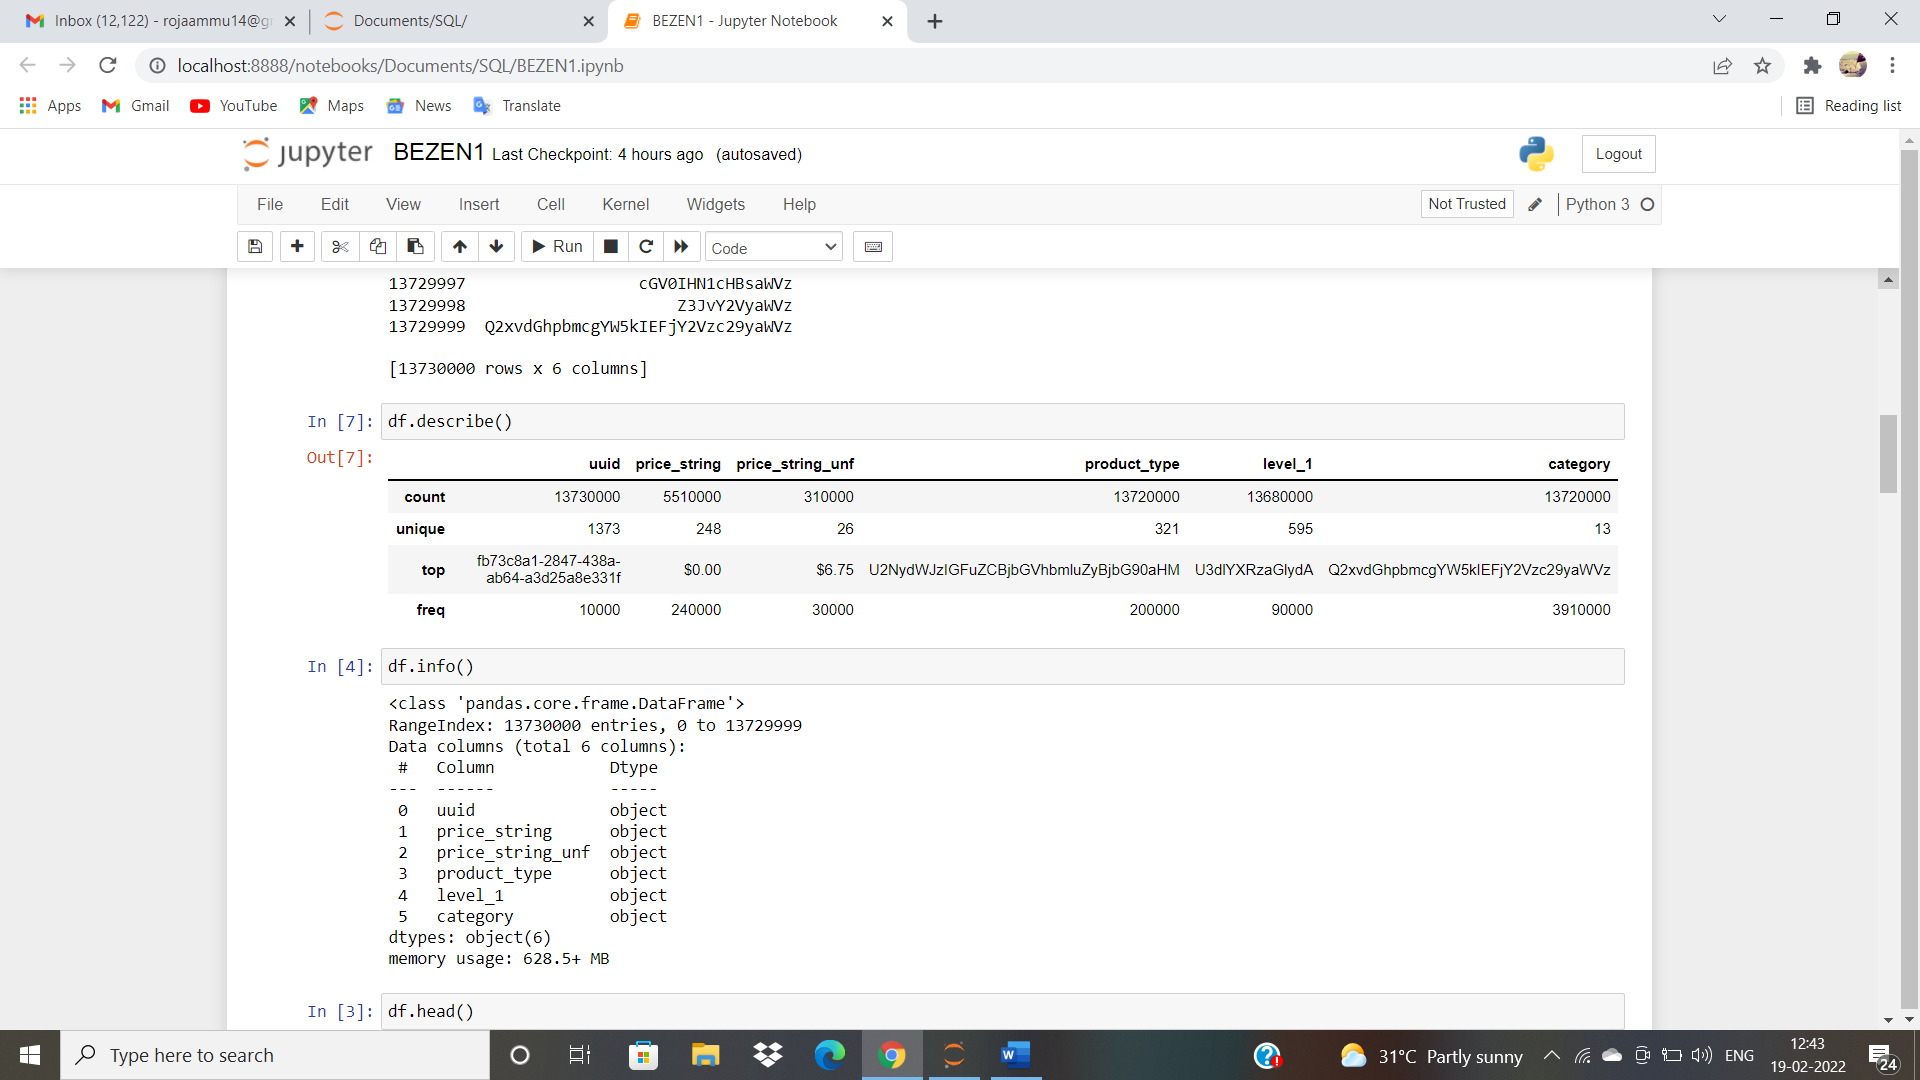 Inbox (12,122) - rojaammu14@gr
Documents/SQL/
BEZEN1 - Jupyter Notebook
localhost:8888/notebooks/Documents/SQL/BEZEN1.ipynb
Apps Gmail YouTube Maps News Translate Reading list
jupyter BEZEN1 Last Checkpoint: 4 hours ago (autosaved) Logout
File Edit View Insert Cell Kernel Widgets Help Not Trusted Python 3
Run Code
13729997 cGV0IHN1cHBsaWVz
13729998 Z3JvY2VyaWVz
13729999 Q2xvdGhpbmcgYW5kIEFjY2Vzc29yaWVz
[13730000 rows x 6 columns]
In [7]: df.describe()
Out[7]:
uuid price_string price_string_unf product_type level_1 category
count 13730000 5510000 310000 13720000 13680000 13720000
unique 1373 248 26 321 595 13
top fb73c8a1-2847-438a-ab64-a3d25a8e331f $0.00 $6.75 U2NydWJzIGFuZCBjbGVhbmluZyBjbG90aHM U3dlYXRzaGlydA Q2xvdGhpbmcgYW5kIEFjY2Vzc29yaWVz
freq 10000 240000 30000 200000 90000 3910000
In [4]: df.info()
<class 'pandas.core.frame.DataFrame'>
RangeIndex: 13730000 entries, 0 to 13729999
Data columns (total 6 columns):
# Column Dtype
--- ------ -----
0 uuid object
1 price_string object
2 price_string_unf object
3 product_type object
4 level_1 object
5 category object
dtypes: object(6)
memory usage: 628.5+ MB
In [3]: df.head()
Type here to search
31°C Partly sunny
ENG
12:43
19-02-2022
24